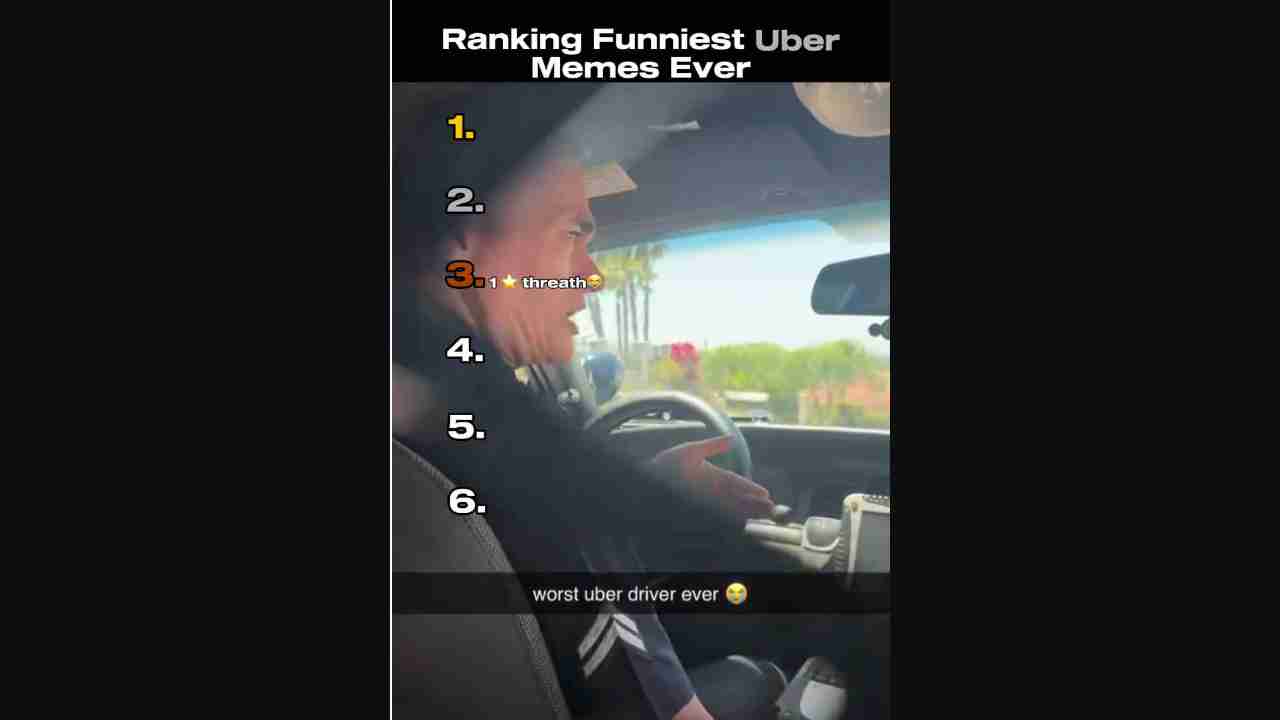 Ranking Funniest Uber
Memes Ever
1.
2.
3. 1 ⭐ threath😂
4.
5.
6.
worst uber driver ever 😭